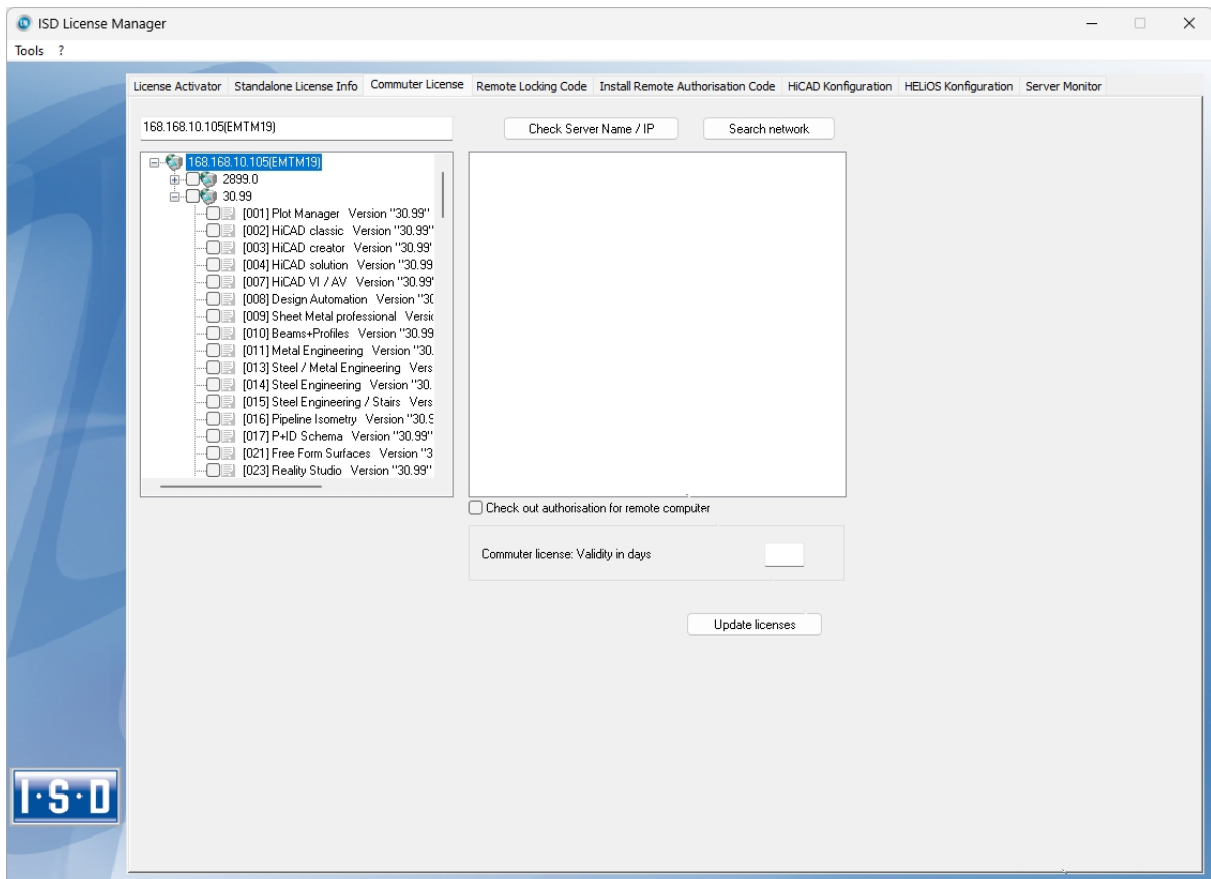 ISD License Manager
Tools ?
License Activator Standalone License Info Commuter License Remote Locking Code Install Remote Authorisation Code HiCAD Konfiguration HELiOS Konfiguration Server Monitor
168.168.10.105(EMTM19)
Check Server Name / IP Search network
168.168.10.105(EMTM19)
2899.0
30.99
[001] Plot Manager Version "30.99"
[002] HiCAD classic Version "30.99"
[003] HiCAD creator Version "30.99'
[004] HiCAD solution Version "30.99
[007] HiCAD VI / AV Version "30.99'
[008] Design Automation Version "30
[009] Sheet Metal professional Versio
[010] Beams+Profiles Version "30.99
[011] Metal Engineering Version "30.
[013] Steel / Metal Engineering Vers
[014] Steel Engineering Version "30.
[015] Steel Engineering / Stairs Vers
[016] Pipeline Isometry Version "30.9
[017] P+ID Schema Version "30.99"
[021] Free Form Surfaces Version "3
[023] Reality Studio Version "30.99"
Check out authorisation for remote computer
Commuter license: Validity in days
Update licenses
I·S·D